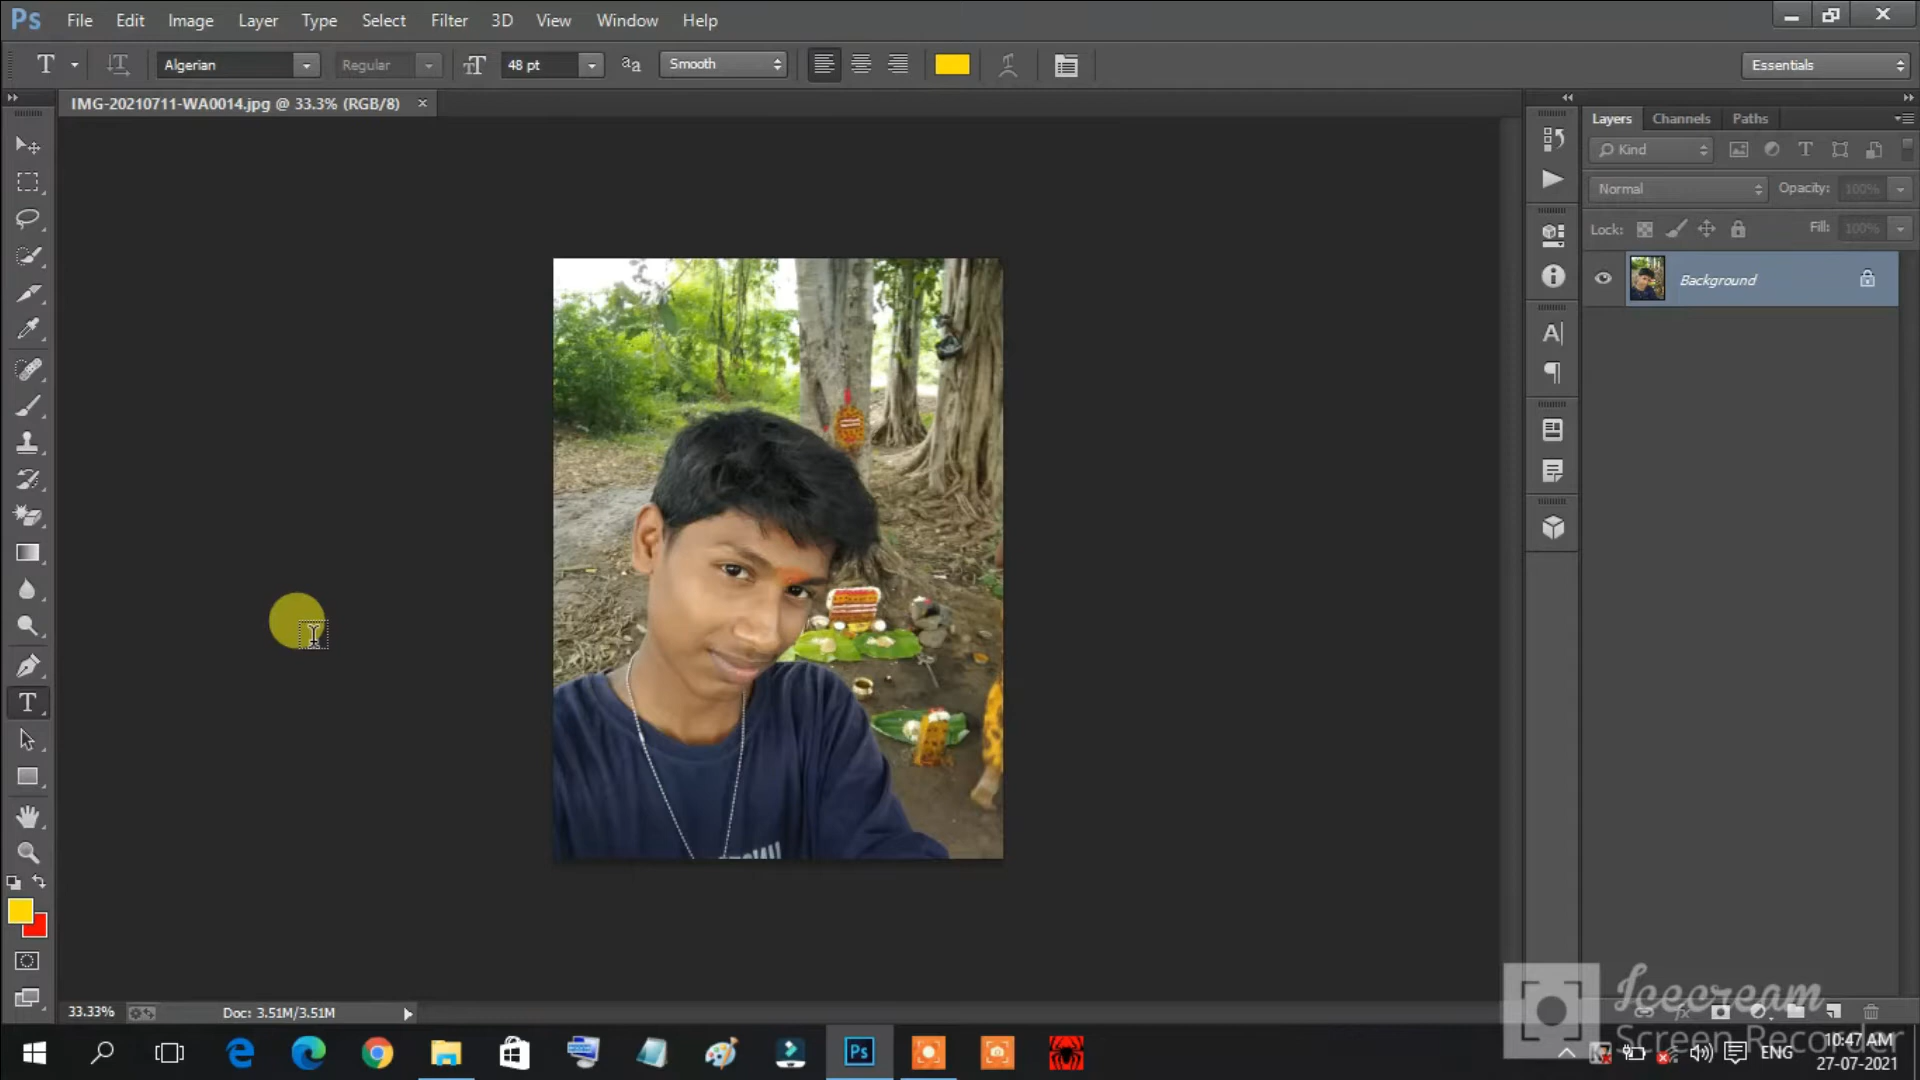 Ps File Edit Image Layer Type Select Filter 3D View Window Help
T Algerian Regular 48 pt aa Smooth Essentials
IMG-20210711-WA0014.jpg @ 33.3% (RGB/8) ×
Layers Channels Paths
Kind
Normal Opacity: 100%
Lock: Fill: 100%
Background
33.33% Doc: 3.51M/3.51M
Icecream
Screen Recorder
Ps ENG 10:47 AM
27-07-2021